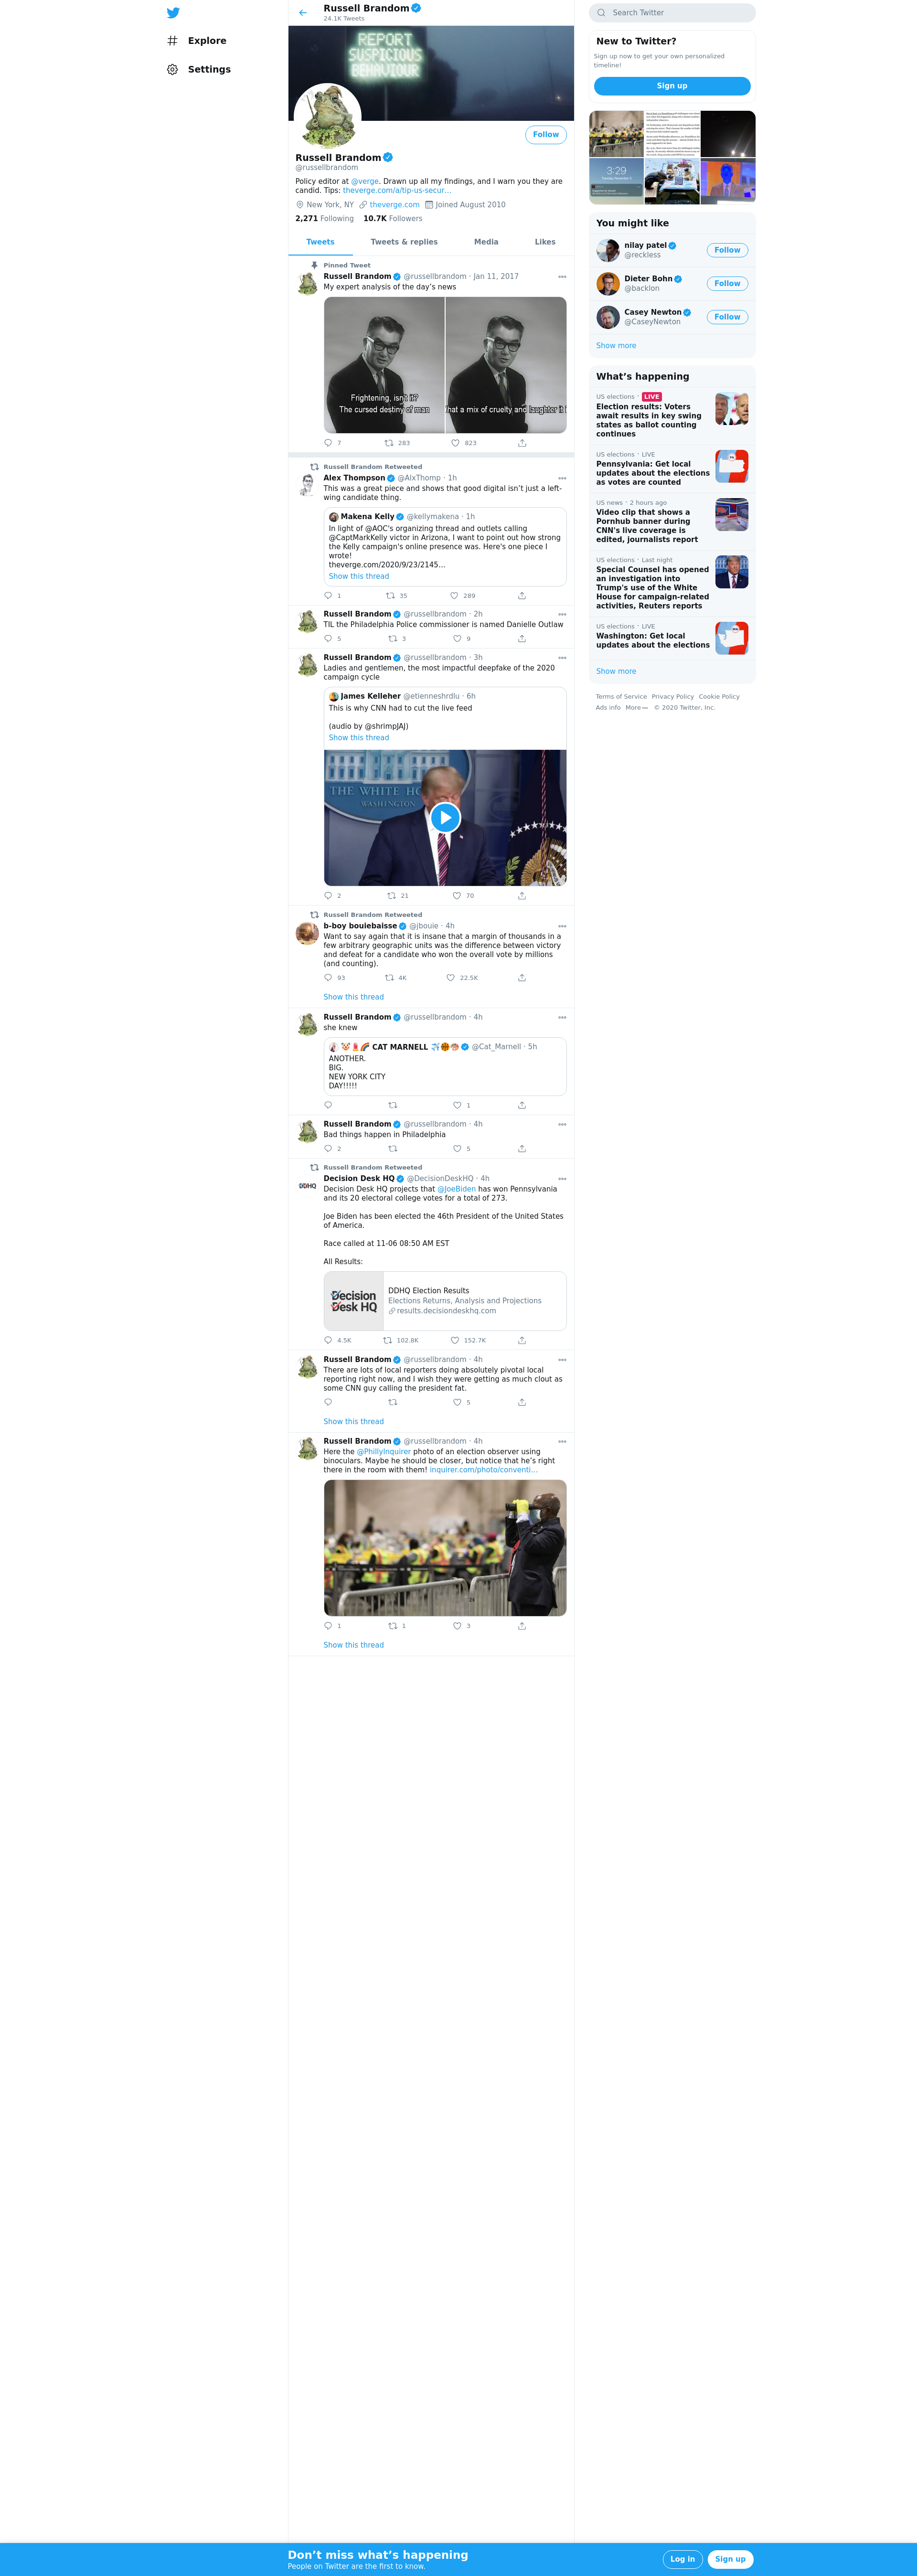 Explore
Settings
Russell Brandom
24.1K Tweets
REPORT
SUSPICIOUS
BEHAVIOUR
Follow
Russell Brandom
@russellbrandom
Policy editor at @verge. Drawn up all my findings, and I warn you they are
candid. Tips: theverge.com/a/tip-us-secur…
New York, NY theverge.com Joined August 2010
2,271 Following 10.7K Followers
Tweets Tweets & replies Media Likes
Pinned Tweet
Russell Brandom @russellbrandom · Jan 11, 2017
My expert analysis of the day’s news
Frightening, isn't it?
The cursed destiny of man
that a mix of cruelty and laughter i
7 283 823
Russell Brandom Retweeted
Alex Thompson @AlxThomp · 1h
This was a great piece and shows that good digital isn’t just a left-
wing candidate thing.
Makena Kelly @kellymakena · 1h
In light of @AOC's organizing thread and outlets calling
@CaptMarkKelly victor in Arizona, I want to point out how strong
the Kelly campaign's online presence was. Here's one piece I
wrote!
theverge.com/2020/9/23/2145…
Show this thread
1 35 289
Russell Brandom @russellbrandom · 2h
TIL the Philadelphia Police commissioner is named Danielle Outlaw
5 3 9
Russell Brandom @russellbrandom · 3h
Ladies and gentlemen, the most impactful deepfake of the 2020
campaign cycle
James Kelleher @etienneshrdlu · 6h
This is why CNN had to cut the live feed
(audio by @shrimpJAJ)
Show this thread
THE WHITE HO
WASHINGTON
2 21 70
Russell Brandom Retweeted
b-boy bouiebaisse @jbouie · 4h
Want to say again that it is insane that a margin of thousands in a
few arbitrary geographic units was the difference between victory
and defeat for a candidate who won the overall vote by millions
(and counting).
93 4K 22.5K
Show this thread
Russell Brandom @russellbrandom · 4h
she knew
CAT MARNELL @Cat_Marnell · 5h
ANOTHER.
BIG.
NEW YORK CITY
DAY!!!!!
1
Russell Brandom @russellbrandom · 4h
Bad things happen in Philadelphia
2 5
Russell Brandom Retweeted
DDHQ
Decision Desk HQ @DecisionDeskHQ · 4h
Decision Desk HQ projects that @JoeBiden has won Pennsylvania
and its 20 electoral college votes for a total of 273.
Joe Biden has been elected the 46th President of the United States
of America.
Race called at 11-06 08:50 AM EST
All Results:
Decision
Desk HQ
DDHQ Election Results
Elections Returns, Analysis and Projections
results.decisiondeskhq.com
4.5K 102.8K 152.7K
Russell Brandom @russellbrandom · 4h
There are lots of local reporters doing absolutely pivotal local
reporting right now, and I wish they were getting as much clout as
some CNN guy calling the president fat.
5
Show this thread
Russell Brandom @russellbrandom · 4h
Here the @PhillyInquirer photo of an election observer using
binoculars. Maybe he should be closer, but notice that he’s right
there in the room with them! inquirer.com/photo/conventi…
1 1 3
Show this thread
Search Twitter
New to Twitter?
Sign up now to get your own personalized
timeline!
Sign up
3:29
You might like
nilay patel
@reckless
Follow
Dieter Bohn
@backlon
Follow
Casey Newton
@CaseyNewton
Follow
Show more
What’s happening
US elections · LIVE
Election results: Voters
await results in key swing
states as ballot counting
continues
US elections · LIVE
Pennsylvania: Get local
updates about the elections
as votes are counted
US news · 2 hours ago
Video clip that shows a
Pornhub banner during
CNN's live coverage is
edited, journalists report
US elections · Last night
Special Counsel has opened
an investigation into
Trump's use of the White
House for campaign-related
activities, Reuters reports
US elections · LIVE
Washington: Get local
updates about the elections
Show more
Terms of Service Privacy Policy Cookie Policy
Ads info More © 2020 Twitter, Inc.
Don’t miss what’s happening
People on Twitter are the first to know.
Log in
Sign up